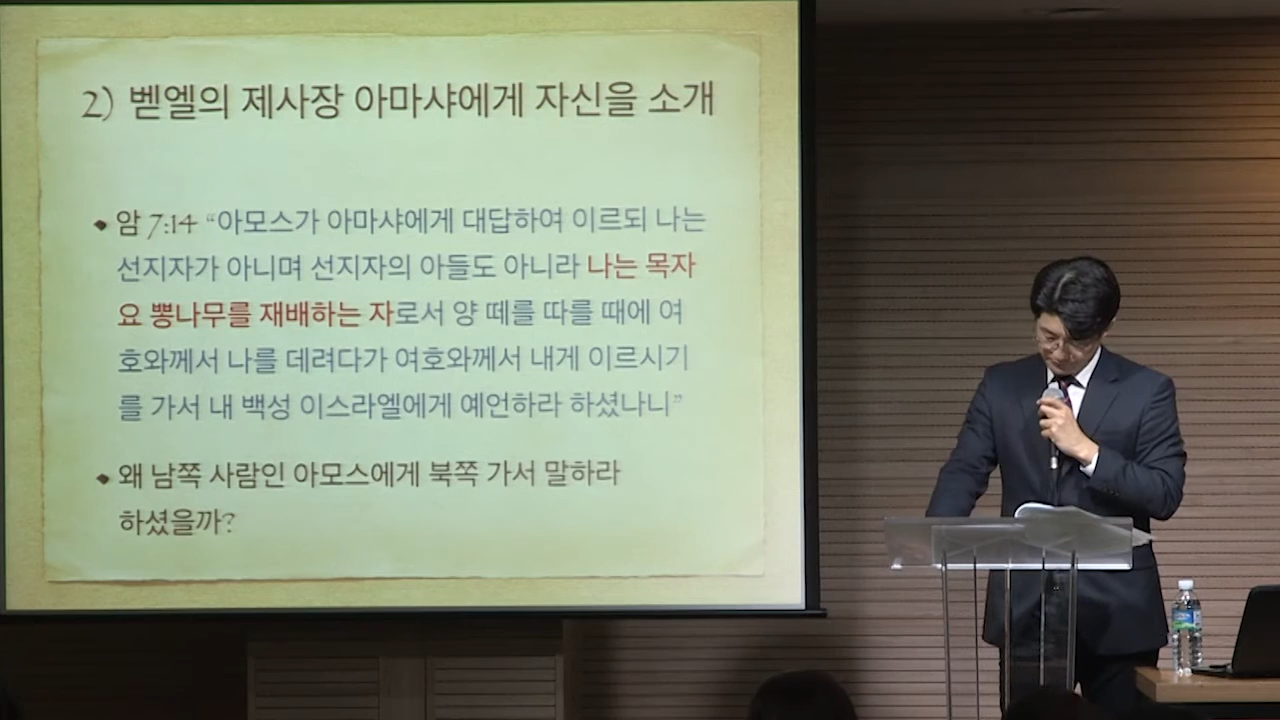 2) 벧엘의 제사장 아마샤에게 자신을 소개
• 암 7:14 “아모스가 아마샤에게 대답하여 이르되 나는
선지자가 아니며 선지자의 아들도 아니라 나는 목자
요 뽕나무를 재배하는 자로서 양 떼를 따를 때에 여
호와께서 나를 데려다가 여호와께서 내게 이르시기
를 가서 내 백성 이스라엘에게 예언하라 하셨나니”
• 왜 남쪽 사람인 아모스에게 북쪽 가서 말하라
하셨을까?